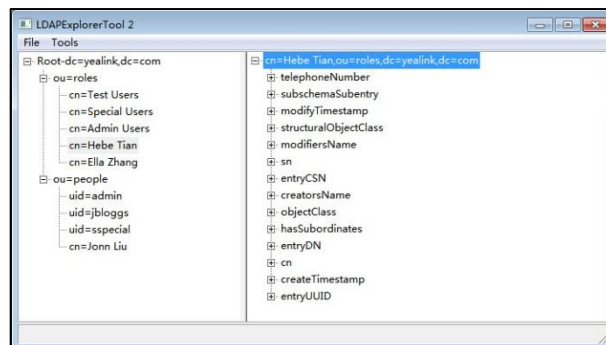 LDAPExplorerTool 2
File Tools
Root-dc=yealink,dc=com
ou=roles
cn=Test Users
cn=Special Users
cn=Admin Users
cn=Hebe Tian
cn=Ella Zhang
ou=people
uid=admin
uid=jbloggs
uid=sspecial
cn=Jonn Liu
cn=Hebe Tian,ou=roles,dc=yealink,dc=com
telephoneNumber
subschemaSubentry
modifyTimestamp
structuralObjectClass
modifiersName
sn
entryCSN
creatorsName
objectClass
hasSubordinates
entryDN
cn
createTimestamp
entryUUID